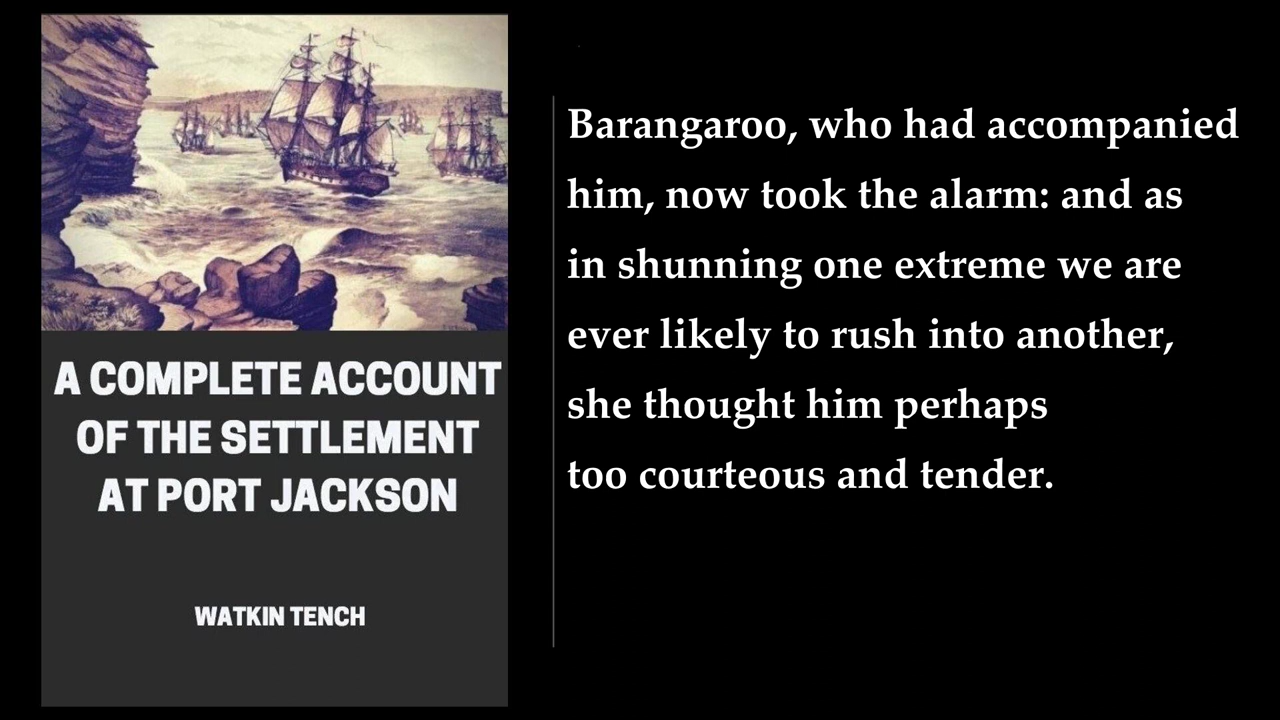 A COMPLETE ACCOUNT
OF THE SETTLEMENT
AT PORT JACKSON
WATKIN TENCH
Barangaroo, who had accompanied
him, now took the alarm: and as
in shunning one extreme we are
ever likely to rush into another,
she thought him perhaps
too courteous and tender.